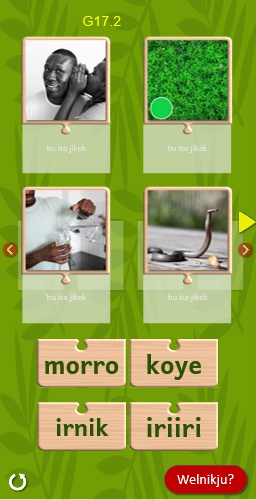 G17.2
bu ita jikek
bu ita jikek
bu ita jikek
bu ita jikek
morro
koye
irnik
iriiri
Welnikju?